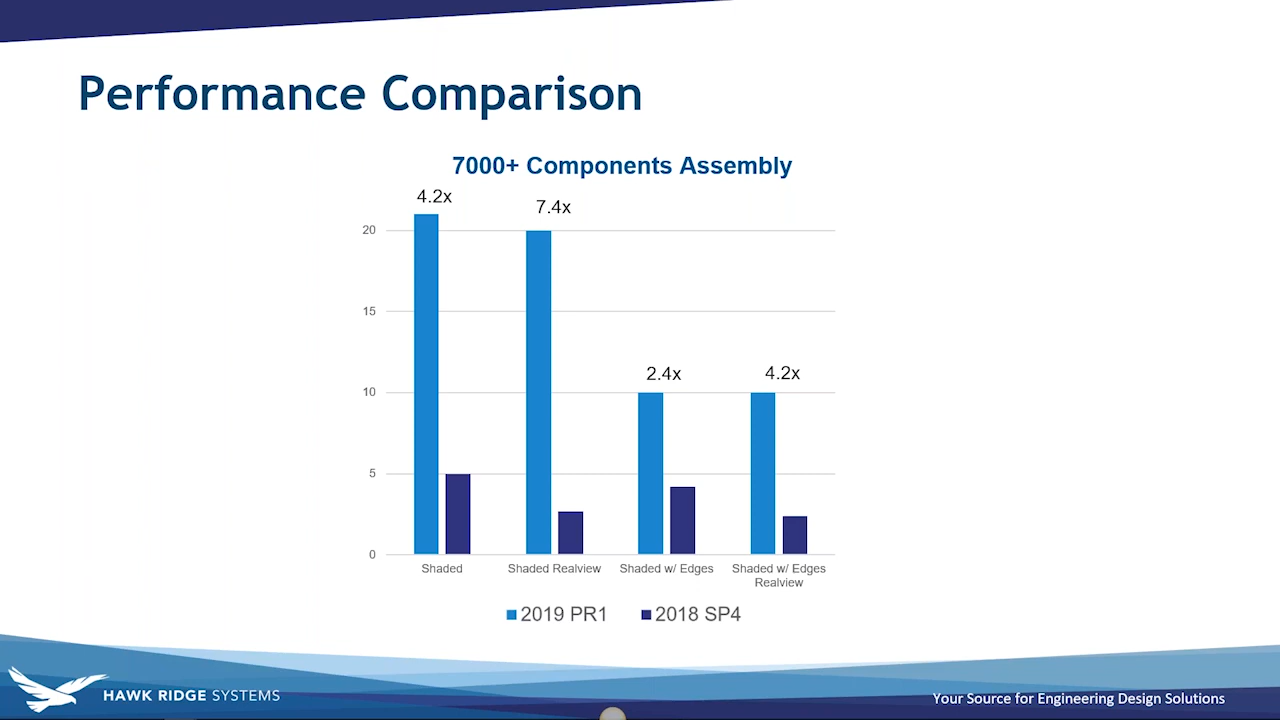 Performance Comparison
7000+ Components Assembly
4.2x
7.4x
2.4x
4.2x
20
15
10
5
0
Shaded
Shaded Realview
Shaded w/ Edges
Shaded w/ Edges
Realview
2019 PR1
2018 SP4
HAWK RIDGE SYSTEMS
Your Source for Engineering Design Solutions